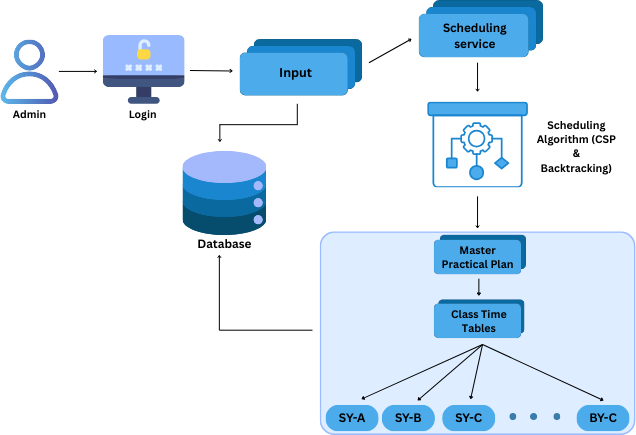 Scheduling
service
Input
Admin
Login
Scheduling
Algorithm (CSP
&
Backtracking)
Database
Master
Practical Plan
Class Time
Tables
SY-A
SY-B
SY-C
BY-C